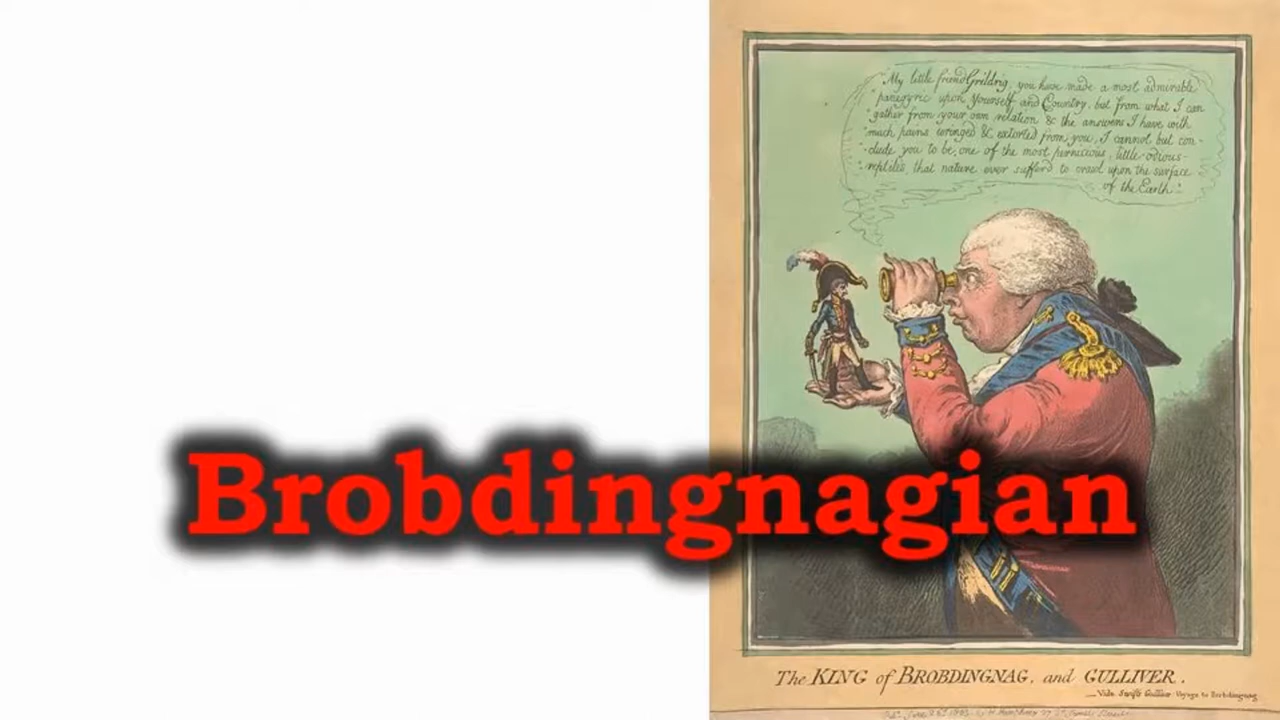 "My little friend Grildrig, you have made a most admirable
"panegyric upon Yourself and Country, but from what I can
"gather from your own relation & the answers I have with
"much pains wringed & extorted from you, I cannot but con-
"clude you to be, one of the most pernicious, little-odious-
"reptiles, that nature ever suffer'd to crawl upon the surface
of the Earth"
Brobdingnagian
The KING of BROBDINGNAG, and GULLIVER.
Vide. Swifts Gulliver: Voyage to Brobdingnag